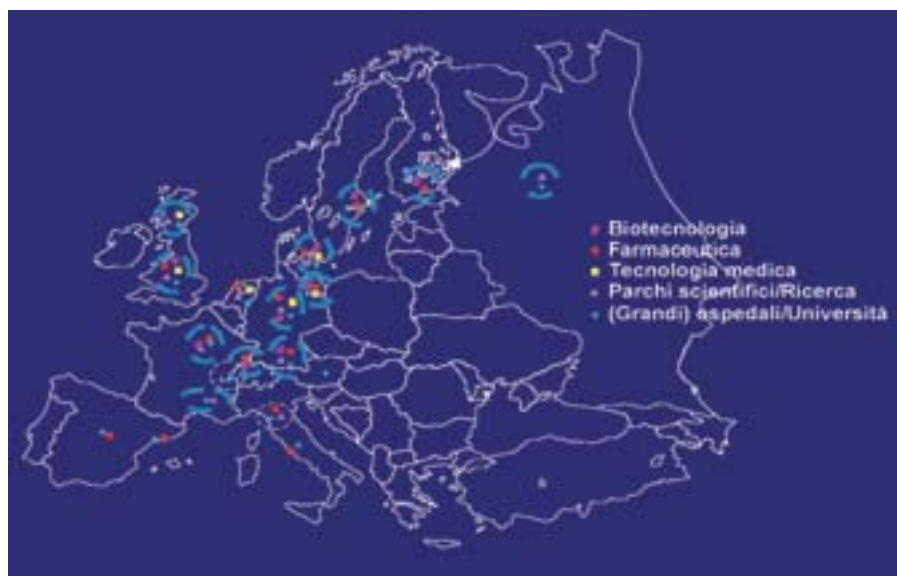 Biotecnologia
Farmaceutica
Tecnologia medica
Parchi scientifici/Ricerca
(Grandi) ospedali/Università